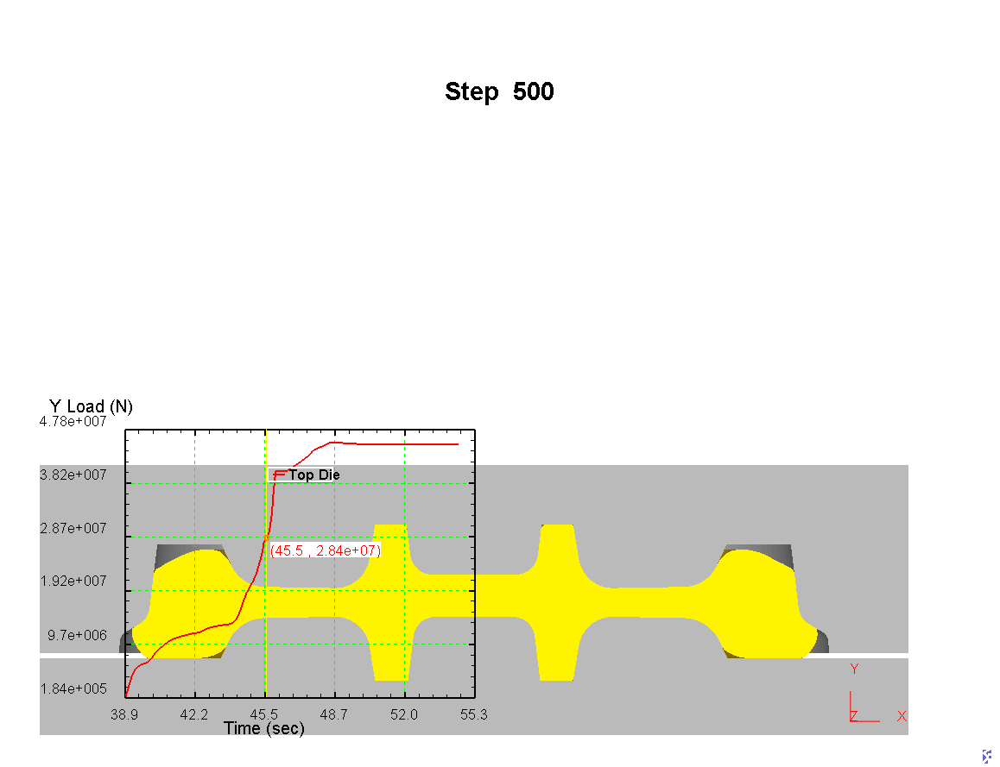 Step 500
Y Load (N)
4.78e+007
3.82e+007
Top Die
2.87e+007
(45.5 , 2.84e+07)
1.92e+007
9.7e+006
1.84e+005
38.9 42.2 45.5 48.7 52.0 55.3
Time (sec)
Y
Z X